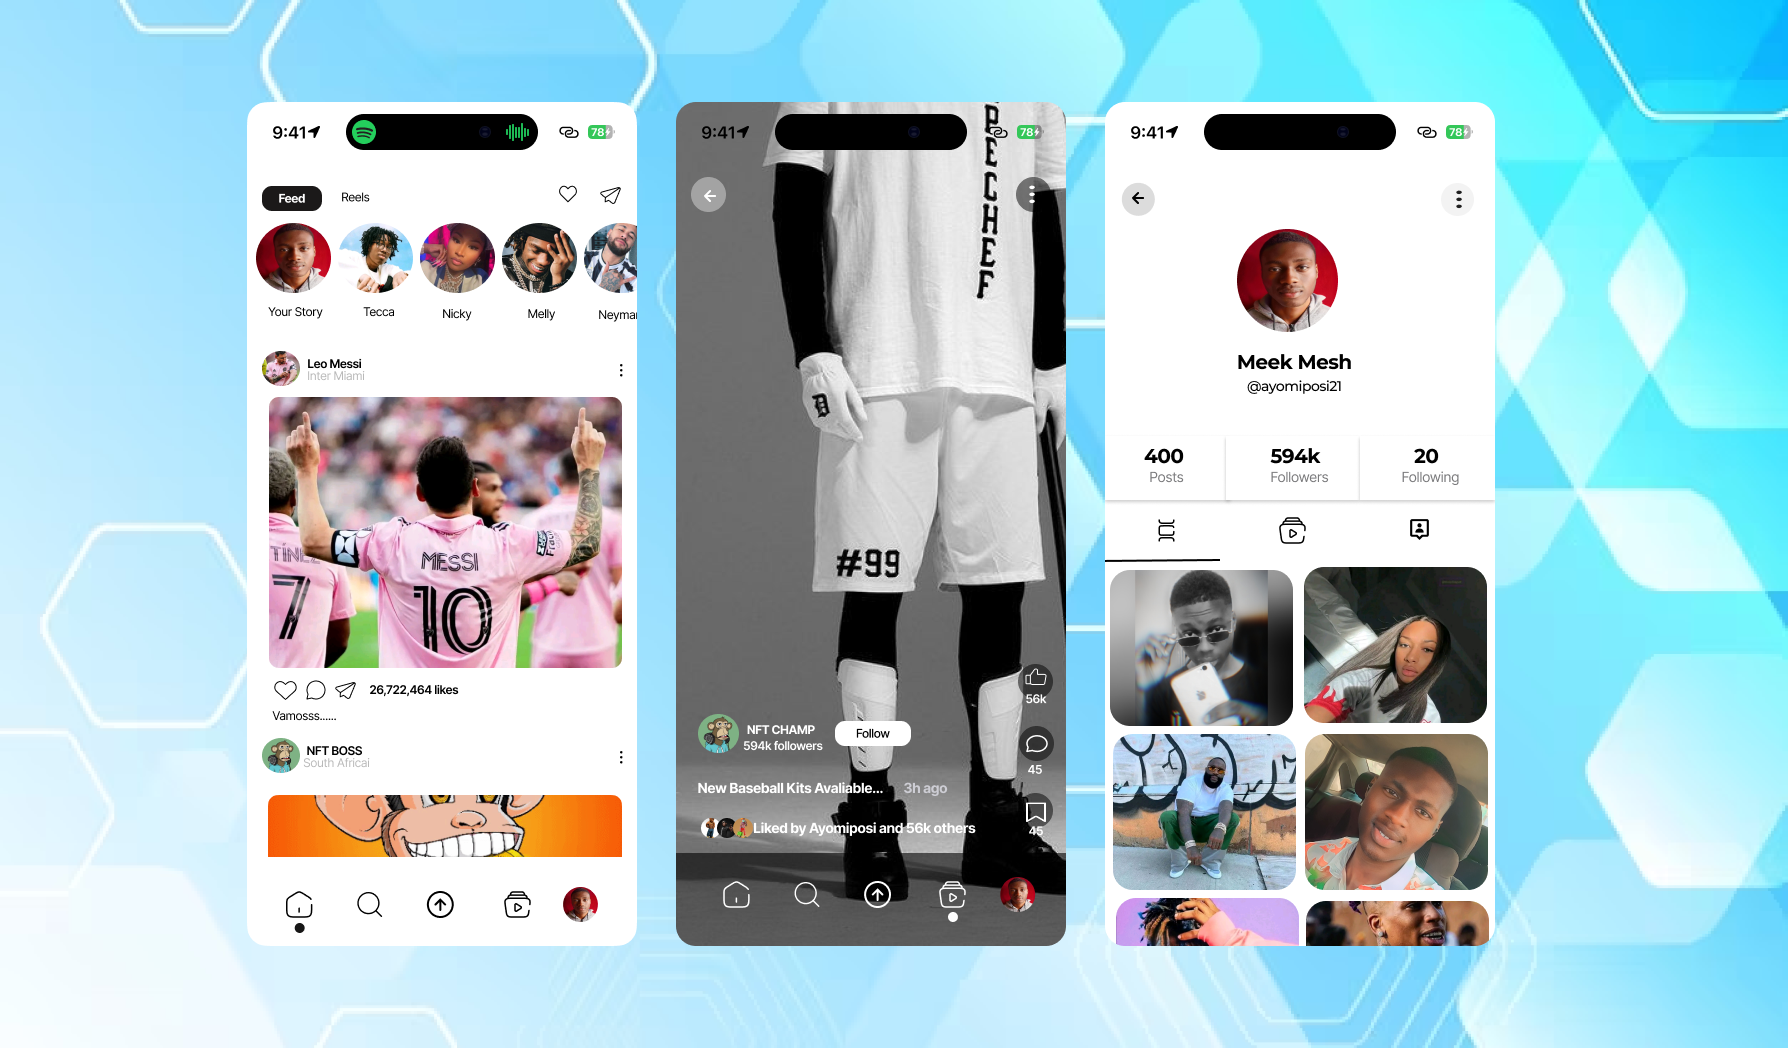 9:41
78
Feed
Reels
Your Story
Tecca
Nicky
Melly
Neymar
Leo Messi
Inter Miami
MESSI
10
7
26,722,464 likes
Vamosss......
NFT BOSS
South Africai
9:41
78
BEECHEF
D
#99
56k
NFT CHAMP
594k followers
Follow
45
New Baseball Kits Avaliable...
3h ago
Liked by Ayomiposi and 56k others
45
9:41
78
Meek Mesh
@ayomiposi21
400
Posts
594k
Followers
20
Following